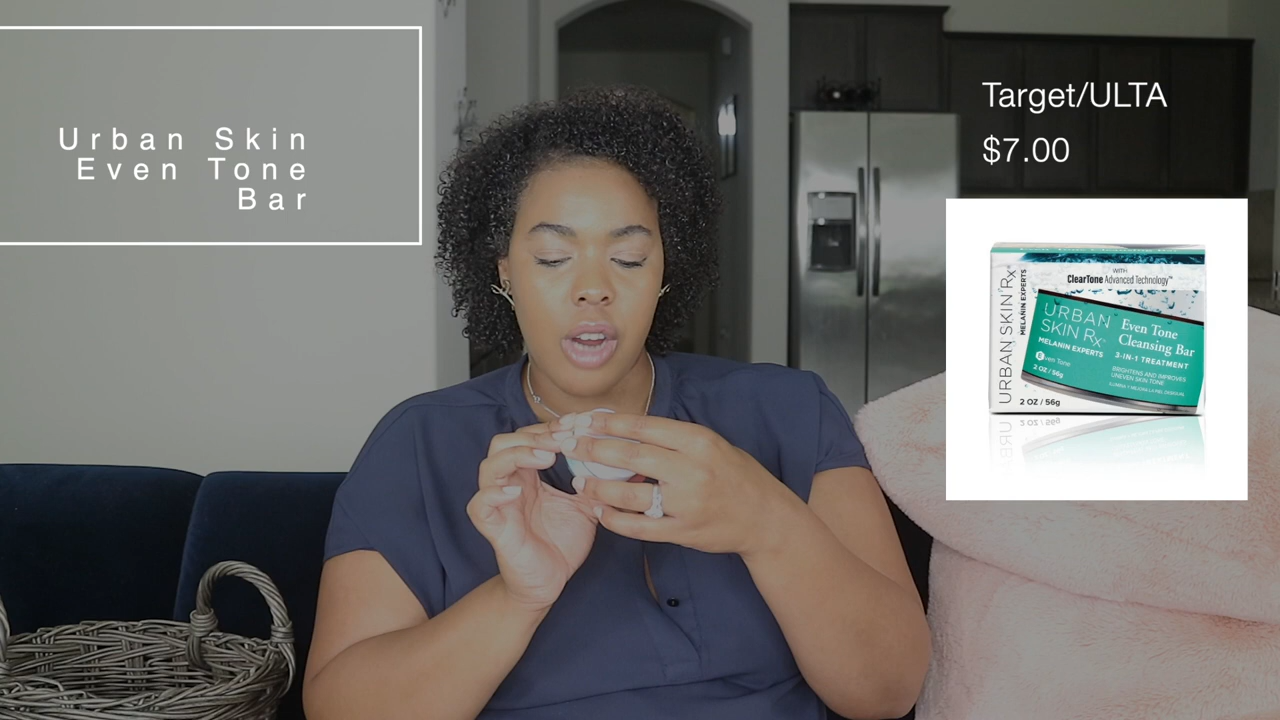 Urban Skin
Even Tone
Bar
Target/ULTA
$7.00
WITH
ClearTone Advanced Technology™
URBAN SKIN Rx®
MELANIN EXPERTS
URBAN
SKIN Rx®
MELANIN EXPERTS
Even Tone
2 OZ / 56g
Even Tone
Cleansing Bar
3-IN-1 TREATMENT
BRIGHTENS AND IMPROVES
UNEVEN SKIN TONE
2 OZ / 56g